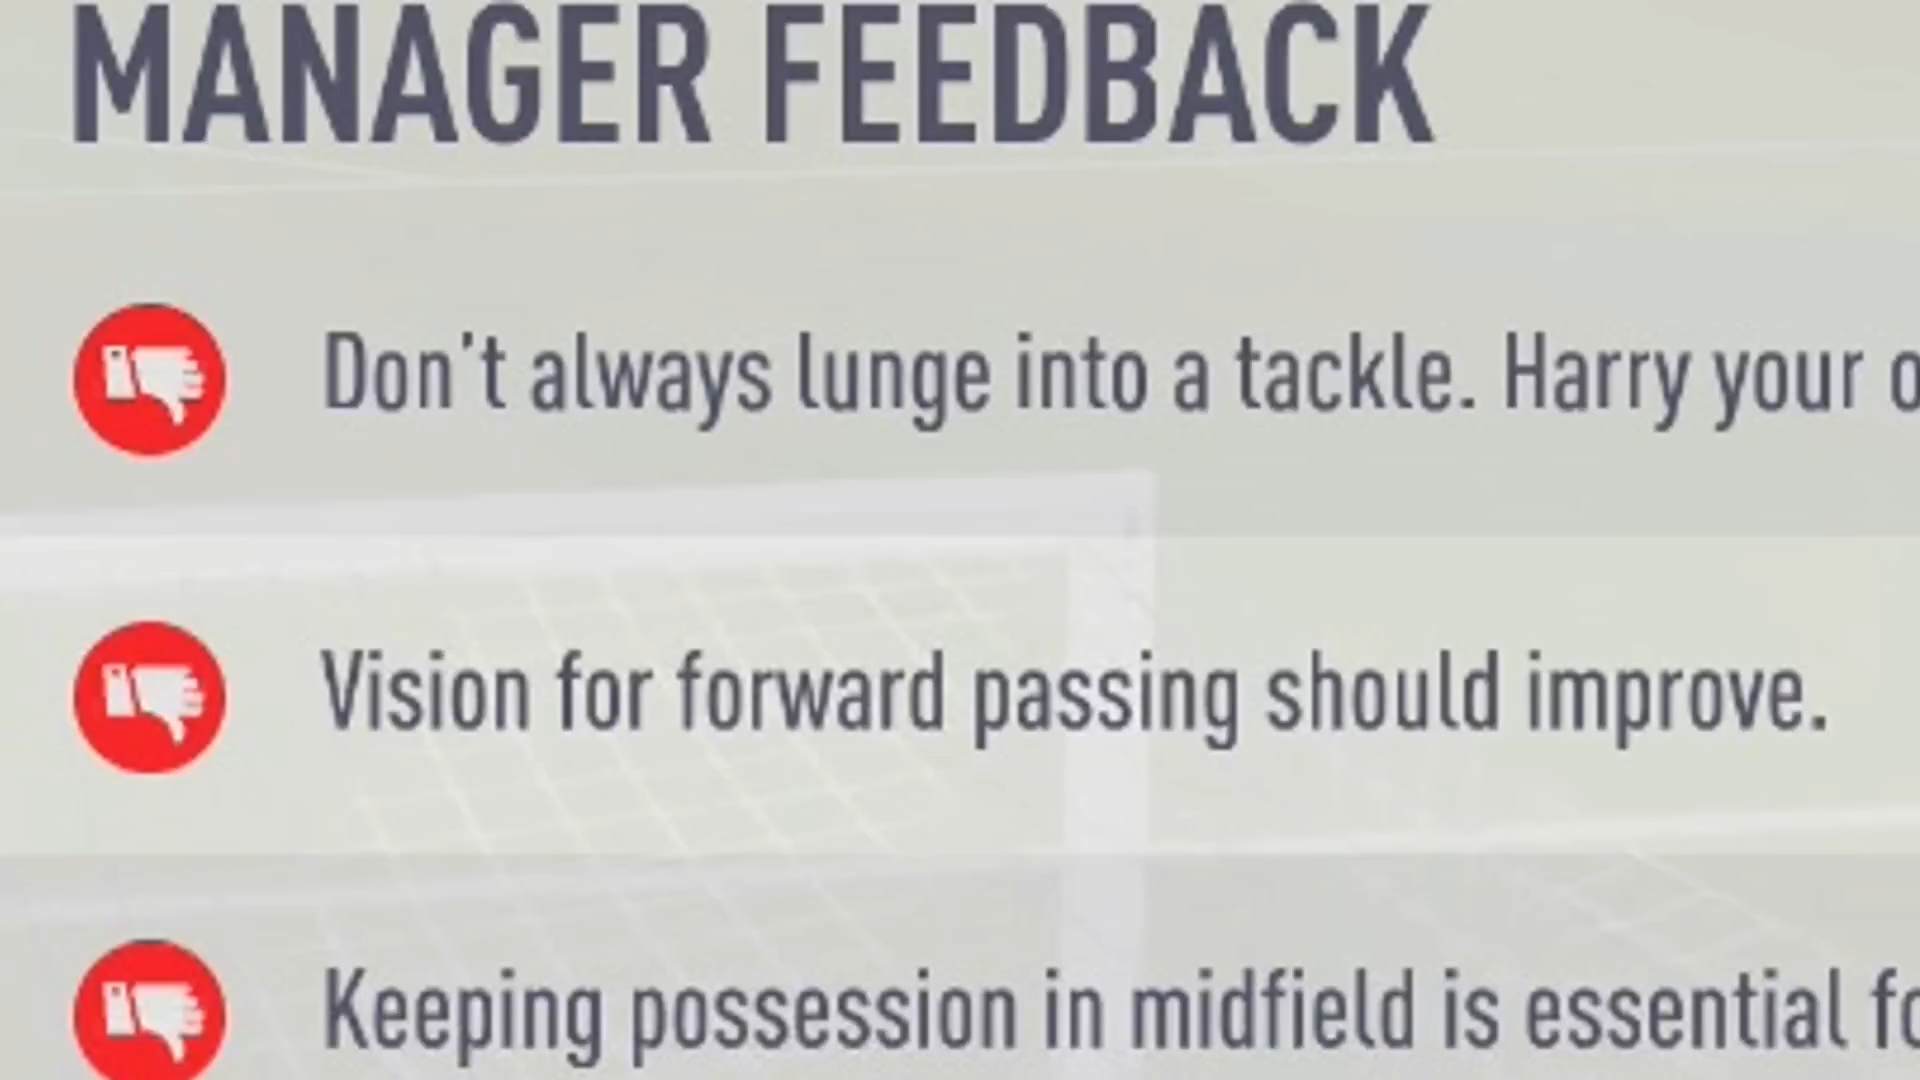 MANAGER FEEDBACK
Don't always lunge into a tackle. Harry your
Vision for forward passing should improve.
Keeping possession in midfield is essential